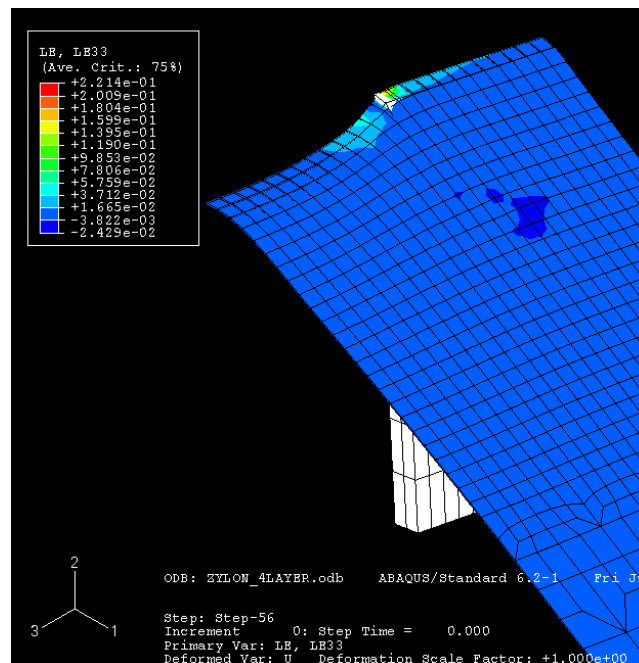 LE, LE33
(Ave. Crit.: 75%)
+2.214e-01
+2.009e-01
+1.804e-01
+1.599e-01
+1.395e-01
+1.190e-01
+9.853e-02
+7.806e-02
+5.759e-02
+3.712e-02
+1.665e-02
-3.822e-03
-2.429e-02
2
3
1
ODB: ZYLON_4LAYER.odb ABAQUS/Standard 6.2-1 Fri
Step: Step-56
Increment 0: Step Time = 0.000
Primary Var: LE, LE33
Deformed Var: U Deformation Scale Factor: +1.000e+00